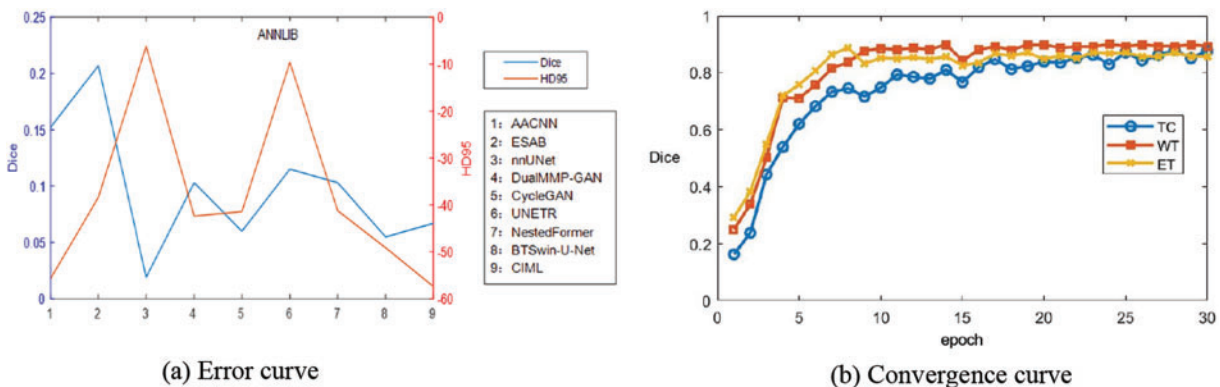 ANNLIB
0.25
0.2
0.15
0.1
0.05
0
Dice
0
-10
-20
-30
-40
-50
-60
HD95
1 2 3 4 5 6 7 8 9
Dice
HD95
1: AACNN
2: ESAB
3: nnUNet
4: DualMMP-GAN
5: CycleGAN
6: UNETR
7: NestedFormer
8: BTSwin-U-Net
9: CIML
(a) Error curve
1
0.8
0.6
0.4
0.2
0
Dice
TC
WT
ET
0 5 10 15 20 25 30
epoch
(b) Convergence curve